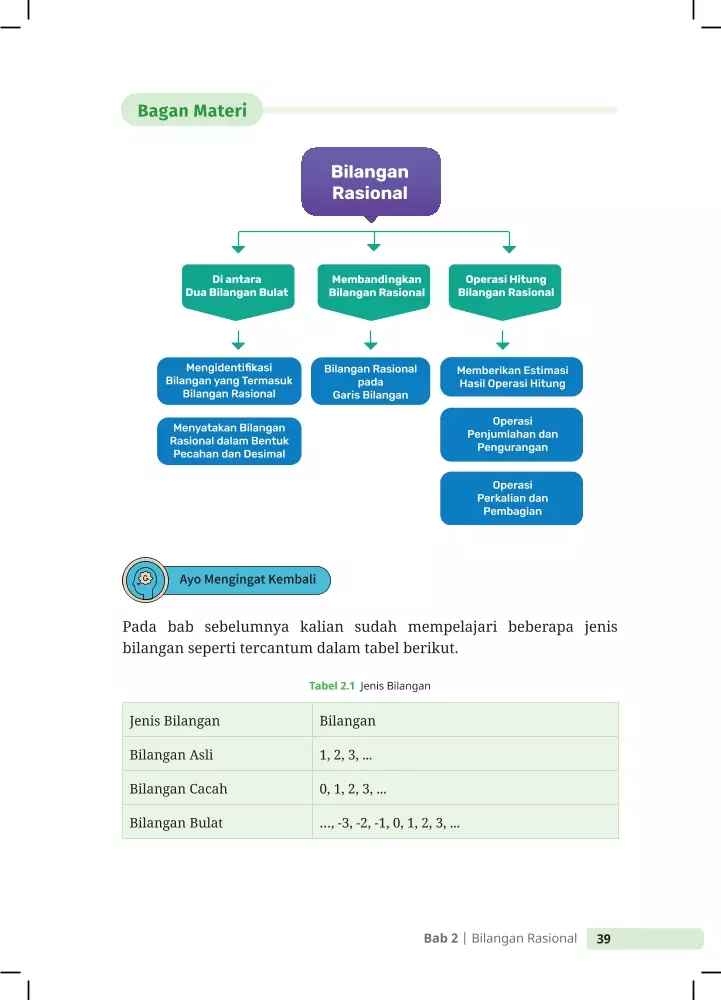 Bagan Materi
Bilangan
Rasional
Di antara
Dua Bilangan Bulat
Membandingkan
Bilangan Rasional
Operasi Hitung
Bilangan Rasional
Mengidentifikasi
Bilangan yang Termasuk
Bilangan Rasional
Menyatakan Bilangan
Rasional dalam Bentuk
Pecahan dan Desimal
Bilangan Rasional
pada
Garis Bilangan
Memberikan Estimasi
Hasil Operasi Hitung
Operasi
Penjumlahan dan
Pengurangan
Operasi
Perkalian dan
Pembagian
Ayo Mengingat Kembali
Pada bab sebelumnya kalian sudah mempelajari beberapa jenis
bilangan seperti tercantum dalam tabel berikut.
Tabel 2.1 Jenis Bilangan
Jenis Bilangan Bilangan
Bilangan Asli 1, 2, 3, ...
Bilangan Cacah 0, 1, 2, 3, ...
Bilangan Bulat ..., -3, -2, -1, 0, 1, 2, 3, ...
Bab 2 | Bilangan Rasional 39